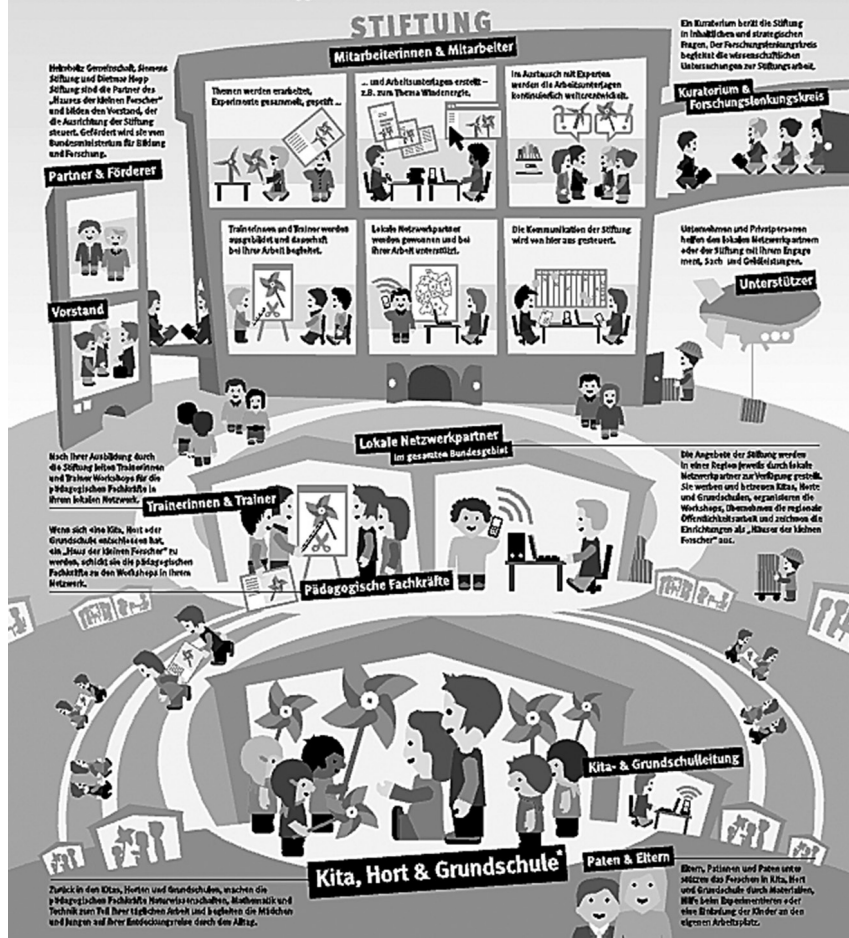 STIFTUNG
Mitarbeiterinnen & Mitarbeiter
Helmholtz Gemeinschaft, Siemens
Stiftung und Dietmar Hopp
Stiftung sind die Partner des
„Hauses der kleinen Forscher“
und bilden den Vorstand, der
die Ausrichtung der Stiftung
steuert. Gefördert wird sie vom
Bundesministerium für Bildung
und Forschung.
Partner & Förderer
Vorstand
Themen werden erarbeitet,
Experimente gesammelt, geprüft ...
... und Arbeitsunterlagen erstellt –
z.B. zum Thema Windenergie.
Im Austausch mit Experten
werden die Arbeitsunterlagen
kontinuierlich weiterentwickelt.
Ein Kuratorium berät die Stiftung
in inhaltlichen und strategischen
Fragen. Der Forschungslenkungskreis
begleitet die wissenschaftlichen
Untersuchungen zur Stiftungsarbeit.
Kuratorium &
Forschungslenkungskreis
Trainerinnen und Trainer werden
ausgebildet und dauerhaft
bei ihrer Arbeit begleitet.
Lokale Netzwerkpartner
werden gewonnen und bei
ihrer Arbeit unterstützt.
Die Kommunikation der Stiftung
wird von hier aus gesteuert.
Unternehmen und Privatpersonen
helfen den lokalen Netzwerkpartnern
oder der Stiftung mit ihrem Engage
ment, Sach- und Geldleistungen.
Unterstützer
Lokale Netzwerkpartner
im gesamten Bundesgebiet
Nach ihrer Ausbildung durch
die Stiftung leiten Trainerinnen
und Trainer Workshops für die
pädagogischen Fachkräfte in
ihrem lokalen Netzwerk.
Trainerinnen & Trainer
Die Angebote der Stiftung werden
in einer Region jeweils durch lokale
Netzwerkpartner zur Verfügung gestellt.
Sie werben und betreuen Kitas, Horte
und Grundschulen, organisieren die
Workshops, übernehmen die regionale
Öffentlichkeitsarbeit und zeichnen die
Einrichtungen als „Häuser der kleinen
Forscher“ aus.
Wenn sich eine Kita, Hort oder
Grundschule entschlossen hat,
ein „Haus der kleinen Forscher“ zu
werden, schickt sie die pädagogischen
Fachkräfte zu den Workshops in ihrem
Netzwerk.
Pädagogische Fachkräfte
Kita- & Grundschulleitung
Kita, Hort & Grundschule*
Paten & Eltern
Zurück in den Kitas, Horten und Grundschulen, machen die
pädagogischen Fachkräfte Naturwissenschaften, Mathematik und
Technik zum Teil ihrer täglichen Arbeit und begleiten die Mädchen
und Jungen auf ihrer Entdeckungsreise durch den Alltag.
Eltern, Patinnen und Paten unter
stützen das Forschen in Kita, Hort
und Grundschule durch Materialien,
Hilfe beim Experimentieren oder
eine Einladung der Kinder an den
eigenen Arbeitsplatz.